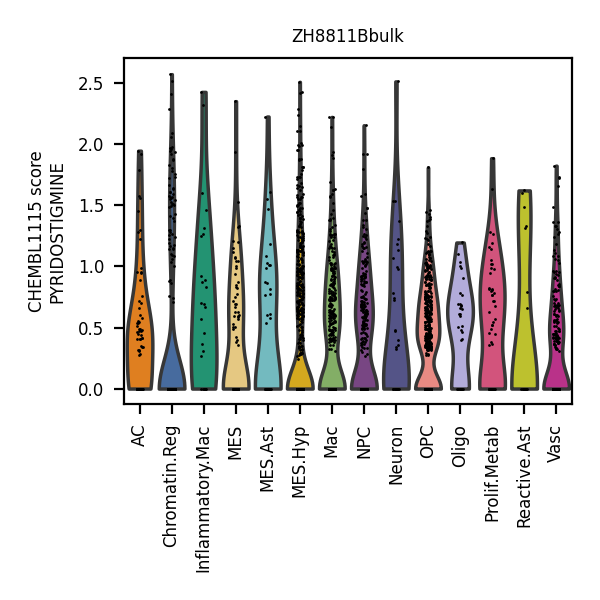 ZH8811Bbulk
CHEMBL1115 score
PYRIDOSTIGMINE
2.5
2.0
1.5
1.0
0.5
0.0
AC
Chromatin.Reg
Inflammatory.Mac
MES
MES.Ast
MES.Hyp
Mac
NPC
Neuron
OPC
Oligo
Prolif.Metab
Reactive.Ast
Vasc